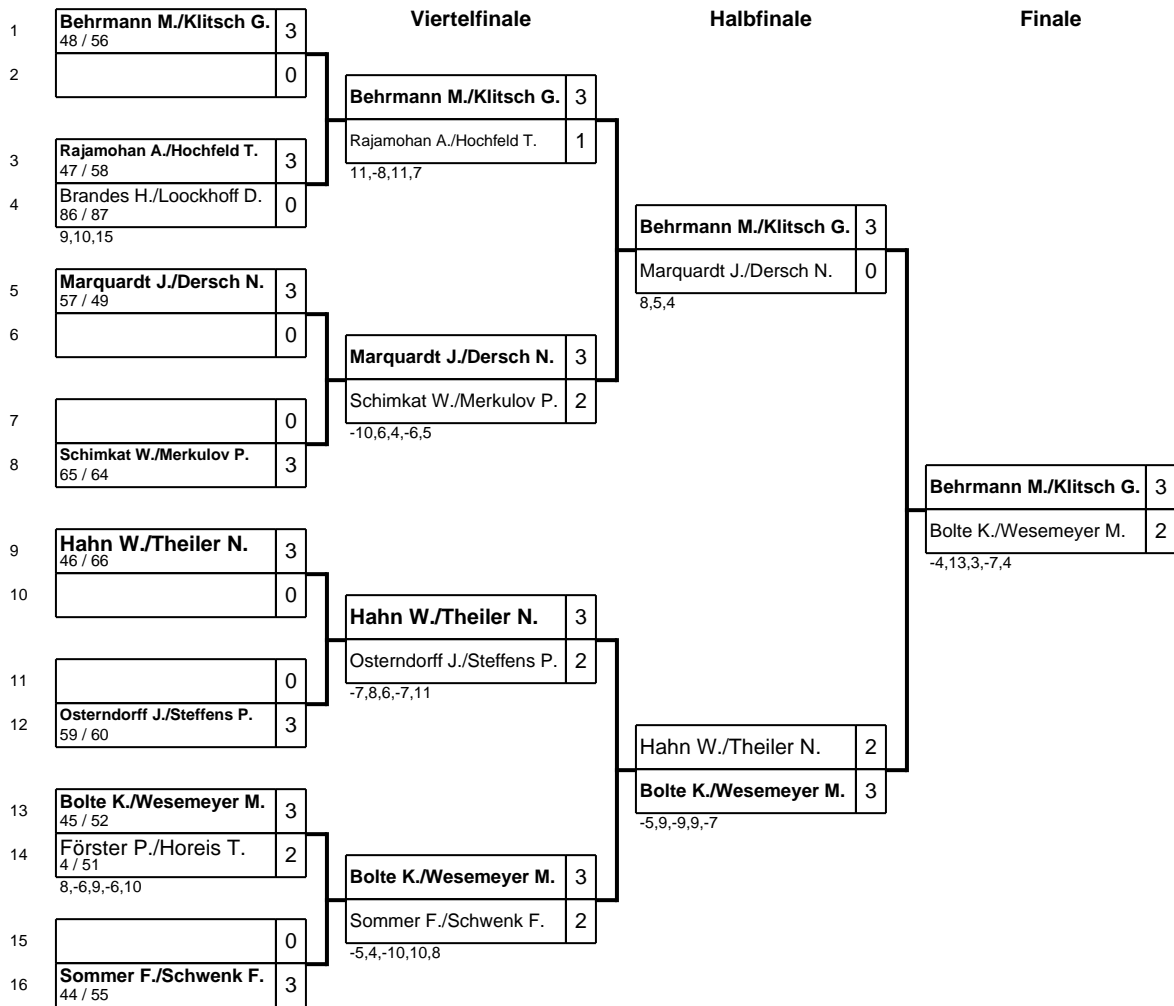 Viertelfinale
Halbfinale
Finale
1 Behrmann M./Klitsch G. 3
48 / 56
2 0
3 Rajamohan A./Hochfeld T. 3
47 / 58
4 Brandes H./Loockhoff D. 0
86 / 87
9,10,15
5 Marquardt J./Dersch N. 3
57 / 49
6 0
7 0
8 Schimkat W./Merkulov P. 3
65 / 64
9 Hahn W./Theiler N. 3
46 / 66
10 0
11 0
12 Osterndorff J./Steffens P. 3
59 / 60
13 Bolte K./Wesemeyer M. 3
45 / 52
14 Förster P./Horeis T. 2
4 / 51
8,-6,9,-6,10
15 0
16 Sommer F./Schwenk F. 3
44 / 55
Behrmann M./Klitsch G. 3
Rajamohan A./Hochfeld T. 1
11,-8,11,7
Marquardt J./Dersch N. 3
Schimkat W./Merkulov P. 2
-10,6,4,-6,5
Hahn W./Theiler N. 3
Osterndorff J./Steffens P. 2
-7,8,6,-7,11
Bolte K./Wesemeyer M. 3
Sommer F./Schwenk F. 2
-5,4,-10,10,8
Behrmann M./Klitsch G. 3
Marquardt J./Dersch N. 0
8,5,4
Hahn W./Theiler N. 2
Bolte K./Wesemeyer M. 3
-5,9,-9,9,-7
Behrmann M./Klitsch G. 3
Bolte K./Wesemeyer M. 2
-4,13,3,-7,4